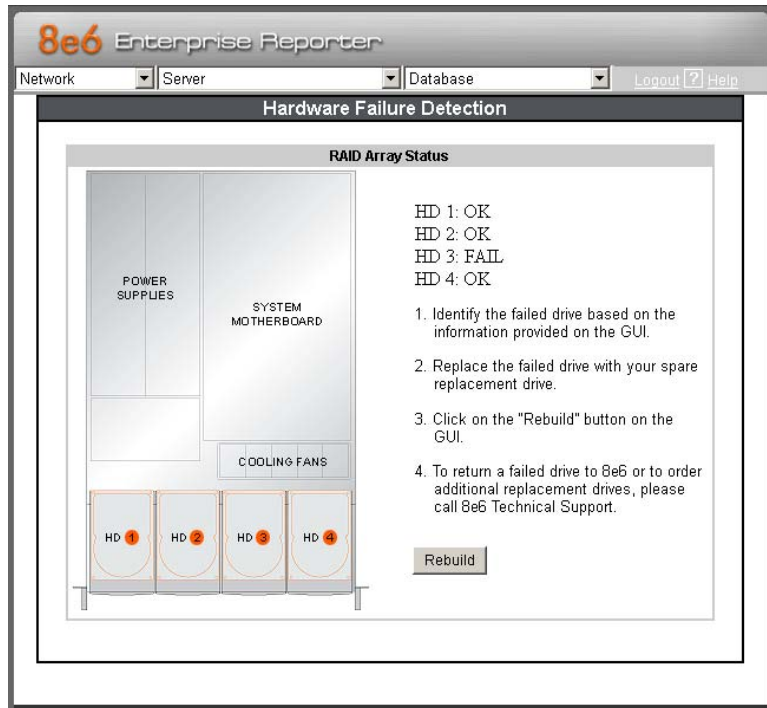 8e6 Enterprise Reporter
Network Server Database Logout ? Help
Hardware Failure Detection
RAID Array Status
POWER
SUPPLIES
SYSTEM
MOTHERBOARD
COOLING FANS
HD 1 HD 2 HD 3 HD 4
HD 1: OK
HD 2: OK
HD 3: FAIL
HD 4: OK
1. Identify the failed drive based on the
information provided on the GUI.
2. Replace the failed drive with your spare
replacement drive.
3. Click on the "Rebuild" button on the
GUI.
4. To return a failed drive to 8e6 or to order
additional replacement drives, please
call 8e6 Technical Support.
Rebuild